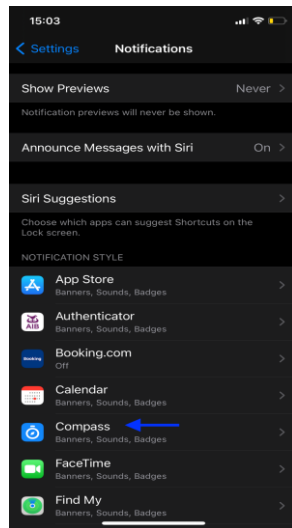 15:03
Settings Notifications
Show Previews Never
Notification previews will never be shown.
Announce Messages with Siri On
Siri Suggestions
Choose which apps can suggest Shortcuts on the
Lock screen.
NOTIFICATION STYLE
App Store
Banners, Sounds, Badges
AIB
Authenticator
Banners, Sounds, Badges
Booking
Booking.com
Off
Calendar
Banners, Sounds, Badges
Compass
Banners, Sounds, Badges
FaceTime
Banners, Sounds, Badges
Find My
Banners, Sounds, Badges